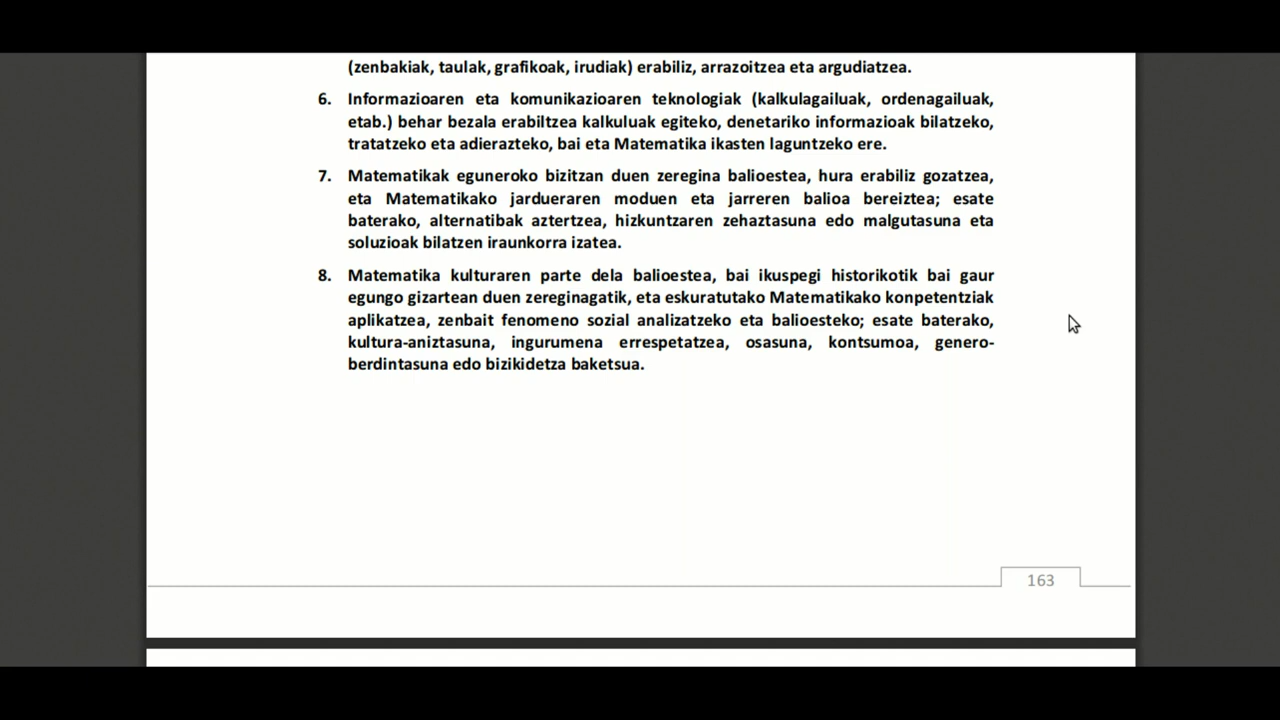 (zenbakiak, taulak, grafikoak, irudiak) erabiliz, arrazoitzea eta argudiatzea.
6. Informazioaren eta komunikazioaren teknologiak (kalkulagailuak, ordenagailuak,
etab.) behar bezala erabiltzea kalkuluak egiteko, denetariko informazioak bilatzeko,
tratatzeko eta adierazteko, bai eta Matematika ikasten laguntzeko ere.
7. Matematikak eguneroko bizitzan duen zeregina balioestea, hura erabiliz gozatzea,
eta Matematikako jardueraren moduen eta jarreren balioa bereiztea; esate
baterako, alternatibak aztertzea, hizkuntzaren zehaztasuna edo malgutasuna eta
soluzioak bilatzen iraunkorra izatea.
8. Matematika kulturaren parte dela balioestea, bai ikuspegi historikotik bai gaur
egungo gizartean duen zereginagatik, eta eskuratutako Matematikako konpetentziak
aplikatzea, zenbait fenomeno sozial analizatzeko eta balioesteko; esate baterako,
kultura-aniztasuna, ingurumena errespetatzea, osasuna, kontsumoa, genero-
berdintasuna edo bizikidetza baketsua.
163